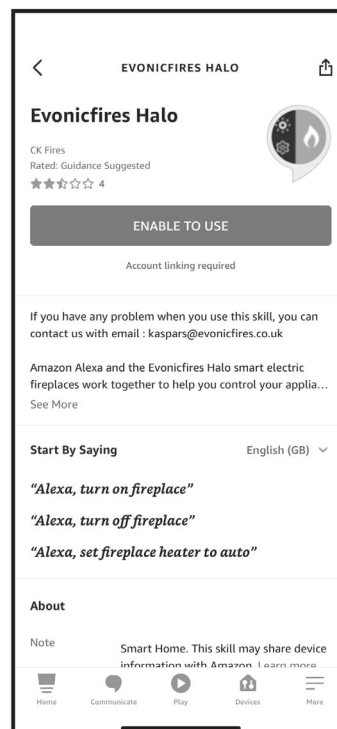 EVONICFIRES HALO
Evonicfires Halo
CK Fires
Rated: Guidance Suggested
4
ENABLE TO USE
Account linking required
If you have any problem when you use this skill, you can
contact us with email : kaspars@evonicfires.co.uk
Amazon Alexa and the Evonicfires Halo smart electric
fireplaces work together to help you control your applia...
See More
Start By Saying English (GB)
“Alexa, turn on fireplace”
“Alexa, turn off fireplace”
“Alexa, set fireplace heater to auto”
About
Note Smart Home. This skill may share device
information with Amazon. Learn more
Home Communicate Play Devices More